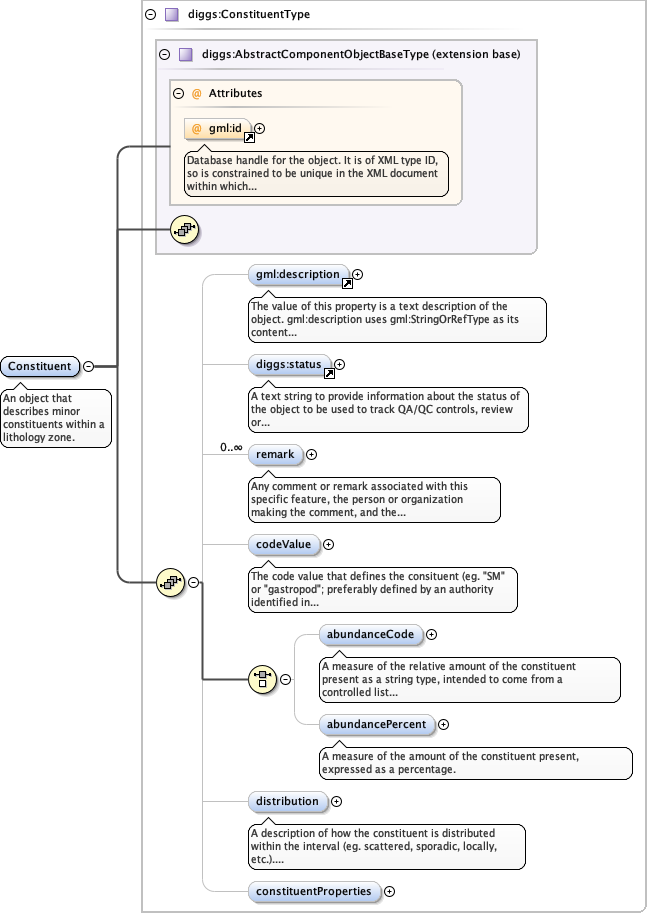 diggs:ConstituentType
diggs:AbstractComponentObjectBaseType (extension base)
@ Attributes
@ gml:id
Database handle for the object. It is of XML type ID,
so is constrained to be unique in the XML document
within which...
gml:description
The value of this property is a text description of the
object. gml:description uses gml:StringOrRefType as its
content...
Constituent
An object that
describes minor
constituents within a
lithology zone.
diggs:status
A text string to provide information about the status of
the object to be used to track QA/QC controls, review
or...
0..∞
remark
Any comment or remark associated with this
specific feature, the person or organization
making the comment, and the...
codeValue
The code value that defines the consituent (eg. "SM"
or "gastropod"; preferably defined by an authority
identified in...
abundanceCode
A measure of the relative amount of the constituent
present as a string type, intended to come from a
controlled list...
abundancePercent
A measure of the amount of the constituent present,
expressed as a percentage.
distribution
A description of how the constituent is distributed
within the interval (eg. scattered, sporadic, locally,
etc.)....
constituentProperties